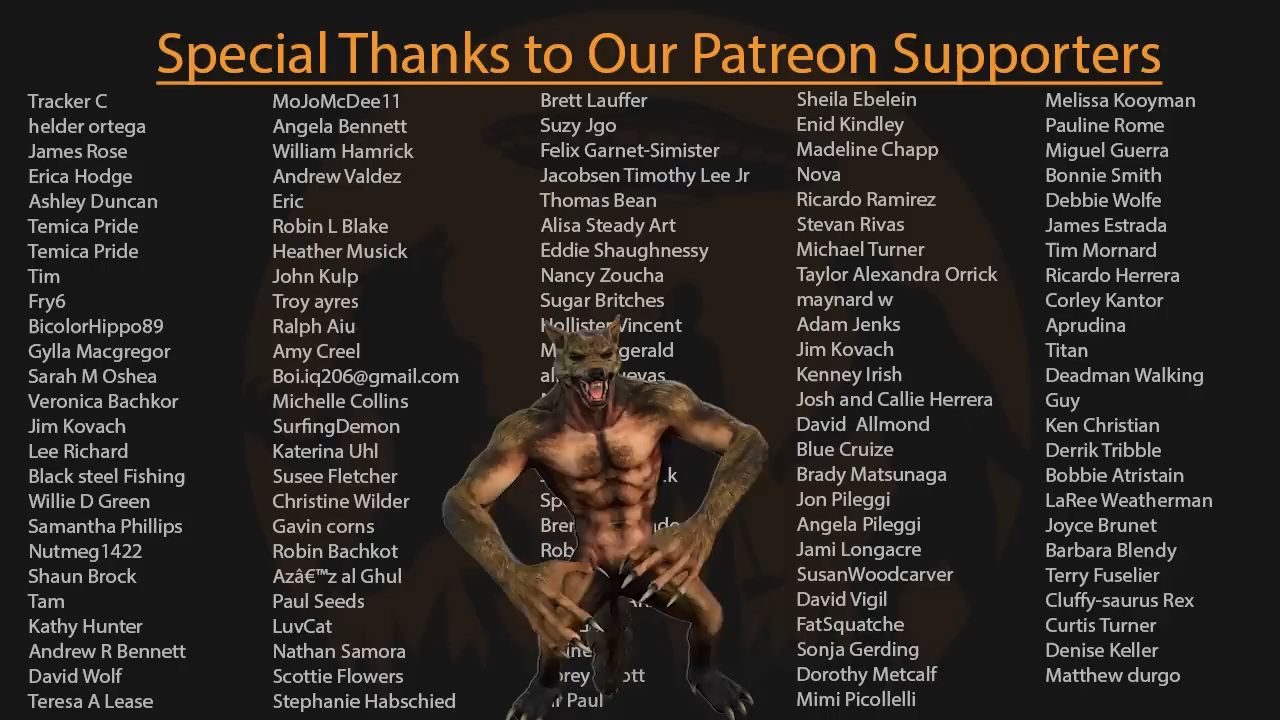 Special Thanks to Our Patreon Supporters
Tracker C
helder ortega
James Rose
Erica Hodge
Ashley Duncan
Temica Pride
Temica Pride
Tim
Fry6
BicolorHippo89
Gylla Macgregor
Sarah M Oshea
Veronica Bachkor
Jim Kovach
Lee Richard
Black steel Fishing
Willie D Green
Samantha Phillips
Nutmeg1422
Shaun Brock
Tam
Kathy Hunter
Andrew R Bennett
David Wolf
Teresa A Lease
MoJoMcDee11
Angela Bennett
William Hamrick
Andrew Valdez
Eric
Robin L Blake
Heather Musick
John Kulp
Troy ayres
Ralph Aiu
Amy Creel
Boi.iq206@gmail.com
Michelle Collins
SurfingDemon
Katerina Uhl
Susee Fletcher
Christine Wilder
Gavin corns
Robin Bachkot
Azâ€™z al Ghul
Paul Seeds
LuvCat
Nathan Samora
Scottie Flowers
Stephanie Habschied
Brett Lauffer
Suzy Jgo
Felix Garnet-Simister
Jacobsen Timothy Lee Jr
Thomas Bean
Alisa Steady Art
Eddie Shaughnessy
Nancy Zoucha
Sugar Britches
Hollister Vincent
Paul
Sheila Ebelein
Enid Kindley
Madeline Chapp
Nova
Ricardo Ramirez
Stevan Rivas
Michael Turner
Taylor Alexandra Orrick
maynard w
Adam Jenks
Jim Kovach
Kenney Irish
Josh and Callie Herrera
David Allmond
Blue Cruize
Brady Matsunaga
Jon Pileggi
Angela Pileggi
Jami Longacre
SusanWoodcarver
David Vigil
FatSquatche
Sonja Gerding
Dorothy Metcalf
Mimi Picollelli
Melissa Kooyman
Pauline Rome
Miguel Guerra
Bonnie Smith
Debbie Wolfe
James Estrada
Tim Mornard
Ricardo Herrera
Corley Kantor
Aprudina
Titan
Deadman Walking
Guy
Ken Christian
Derrik Tribble
Bobbie Atristain
LaRee Weatherman
Joyce Brunet
Barbara Blendy
Terry Fuselier
Cluffy-saurus Rex
Curtis Turner
Denise Keller
Matthew durgo